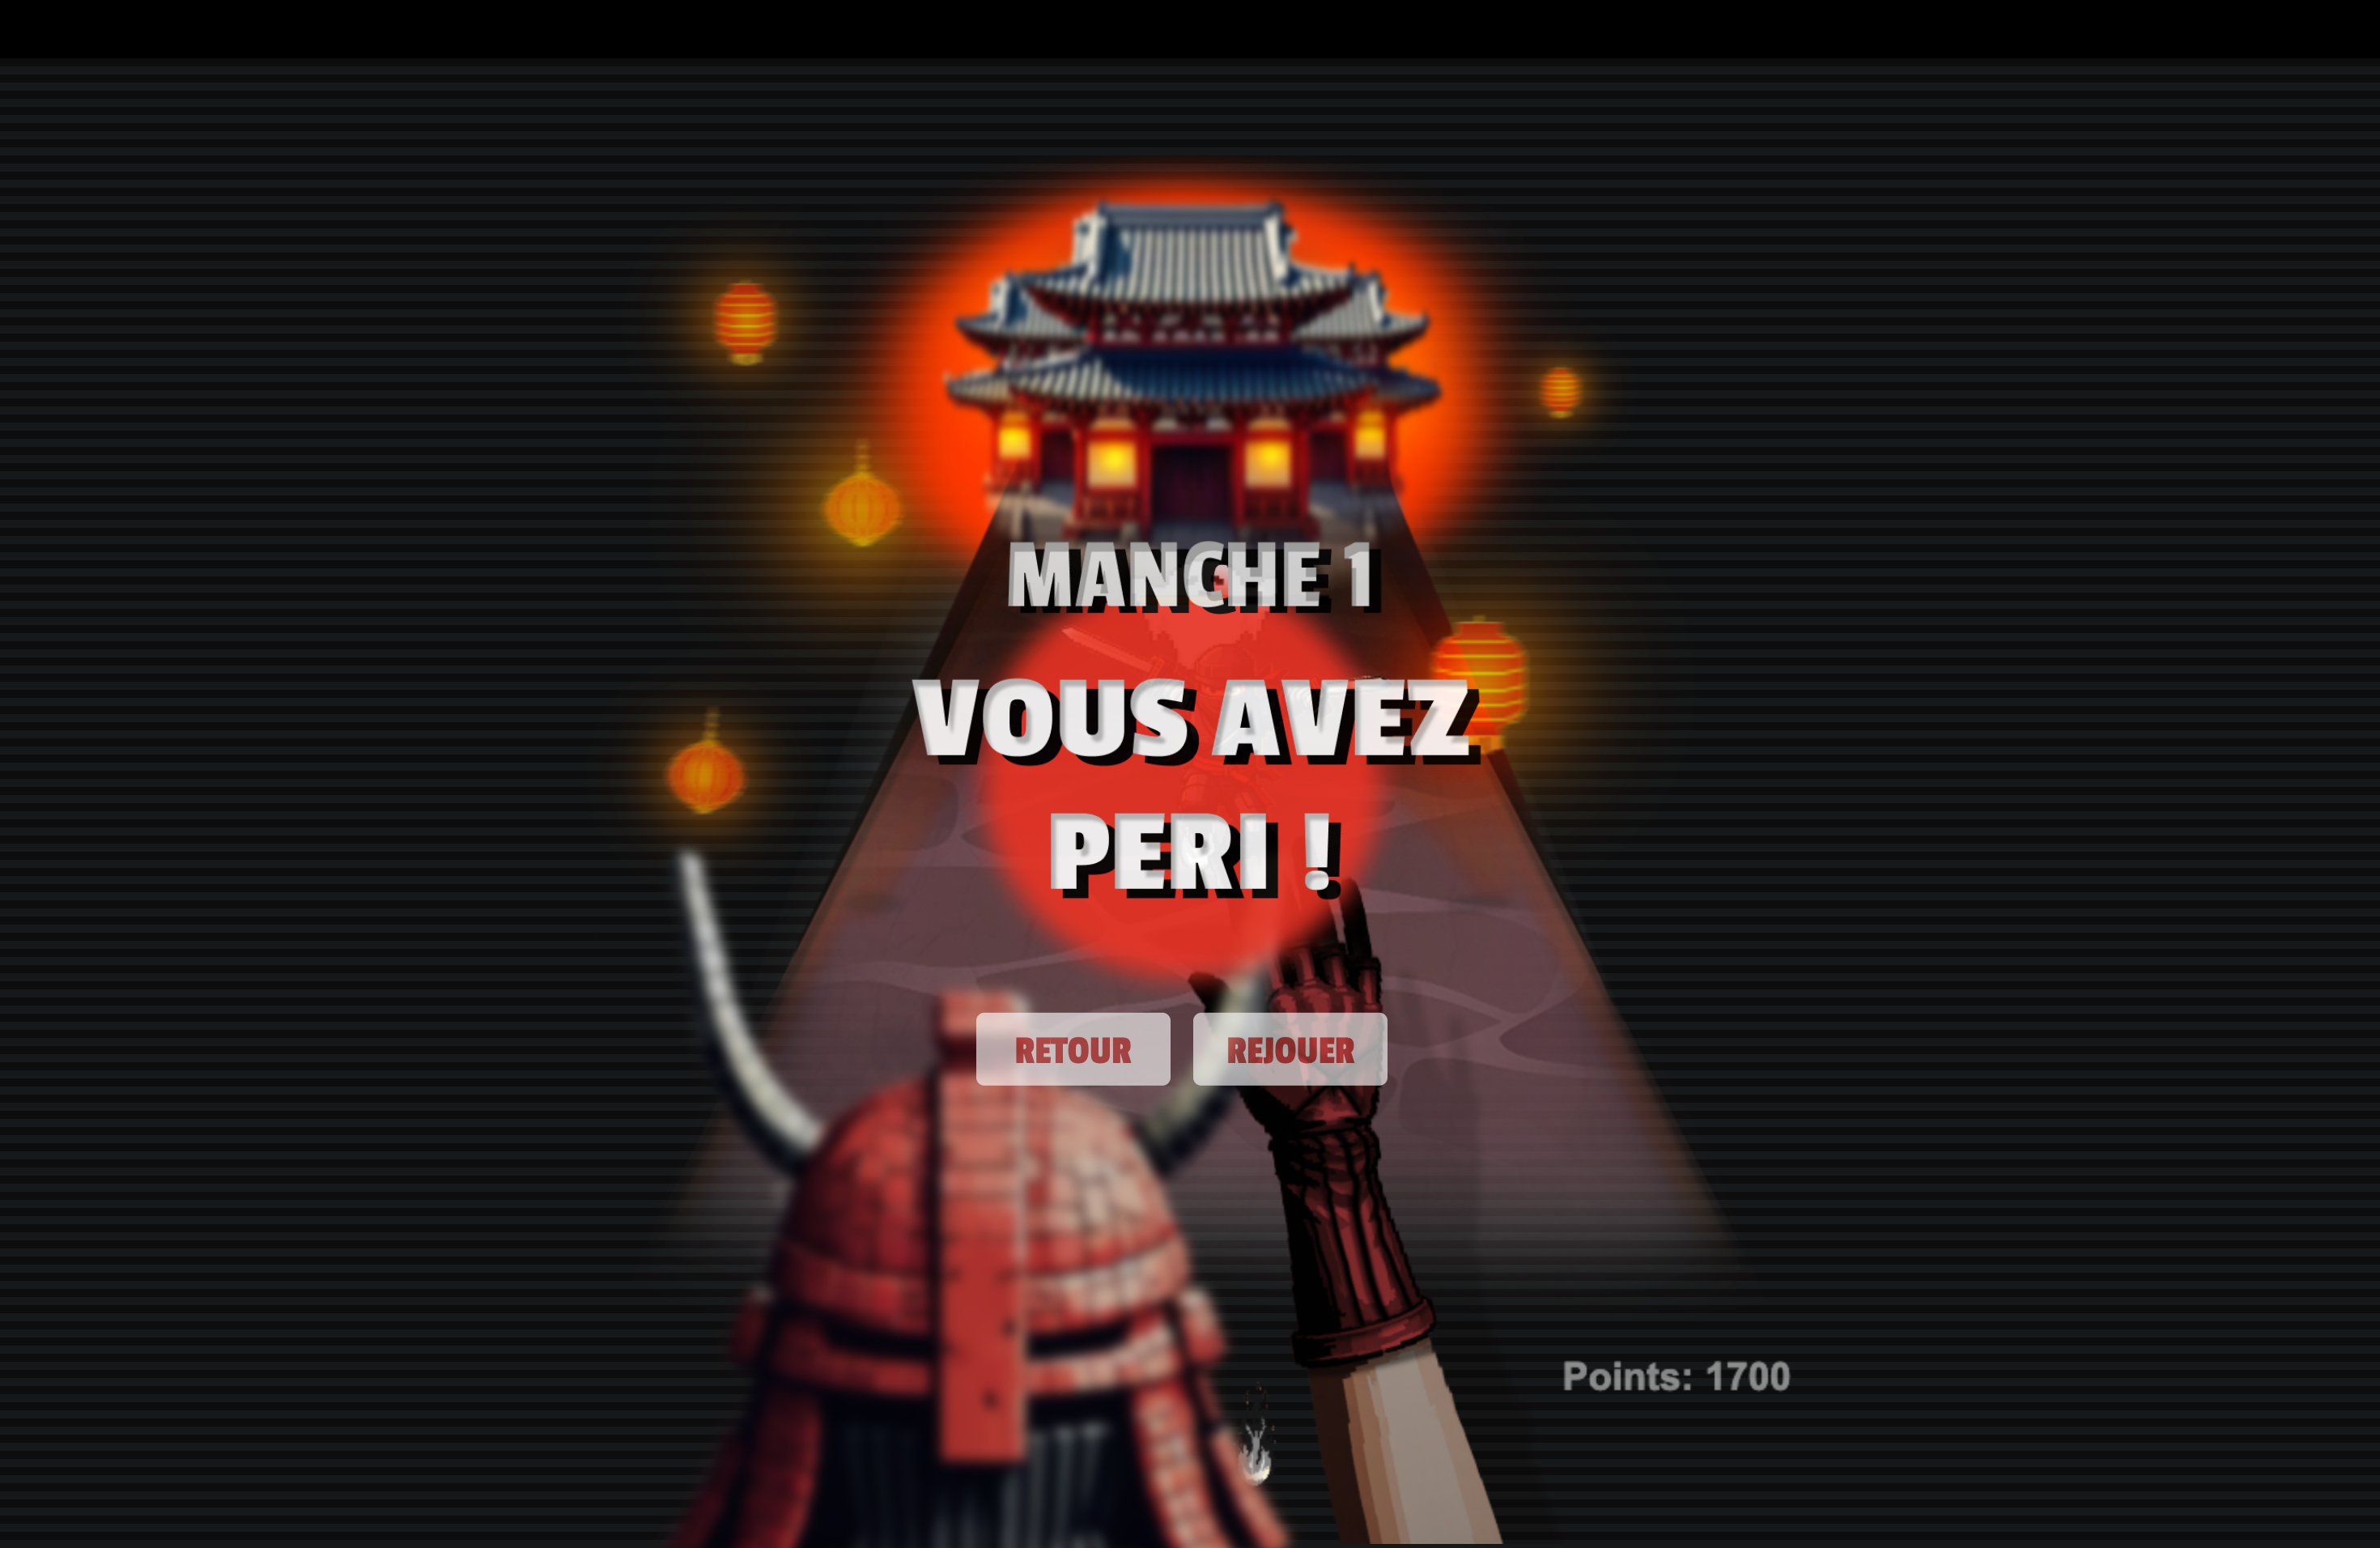 MANCHE 1
VOUS AVEZ
PERI !
RETOUR
REJOUER
Points: 1700